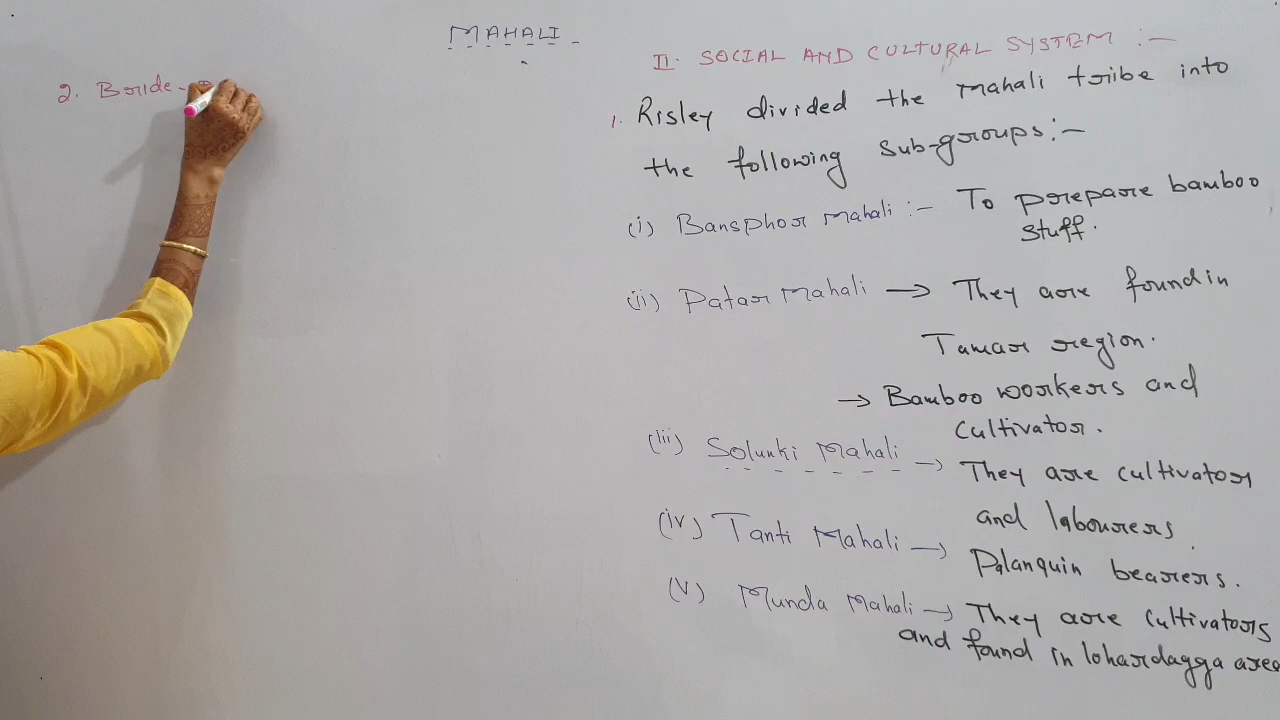 MAHALI
II. SOCIAL AND CULTURAL SYSTEM :-
1. Risley divided the Mahali tribe into
the following sub-groups:-
(i) Bansphor Mahali :- To prepare bamboo
stuff.
(ii) Patar Mahali → They are found in
Tamar region.
→ Bamboo workers and
cultivator.
(iii) Solunki Mahali → They are cultivator
and labourers
(iv) Tanti Mahali → Palanquin bearers.
(V) Munda Mahali → They are cultivators
and found in lohardagga area
2. Bride-